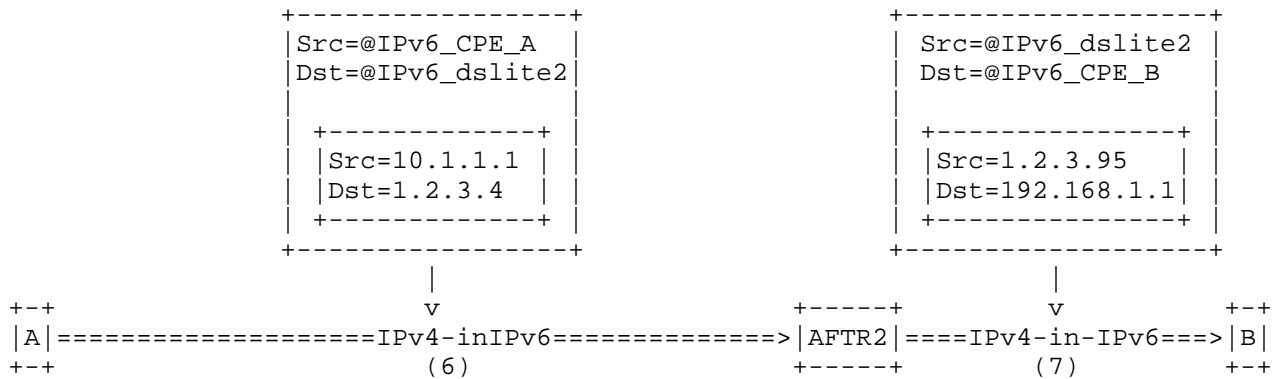 +-----------------+                  +-------------------+
|Src=@IPv6_CPE_A  |                  | Src=@IPv6_dslite2 |
|Dst=@IPv6_dslite2|                  | Dst=@IPv6_CPE_B   |
|                 |                  |                   |
| +-------------+ |                  | +---------------+ |
| |Src=10.1.1.1 | |                  | |Src=1.2.3.95   | |
| |Dst=1.2.3.4  | |                  | |Dst=192.168.1.1| |
| +-------------+ |                  | +---------------+ |
+-----------------+                  +-------------------+
|                                    |
+-+                      v                     +-----+         v         +-+
|A|===================IPv4-inIPv6=============>|AFTR2|====IPv4-in-IPv6===>|B|
+-+                     (6)                    +-----+        (7)        +-+